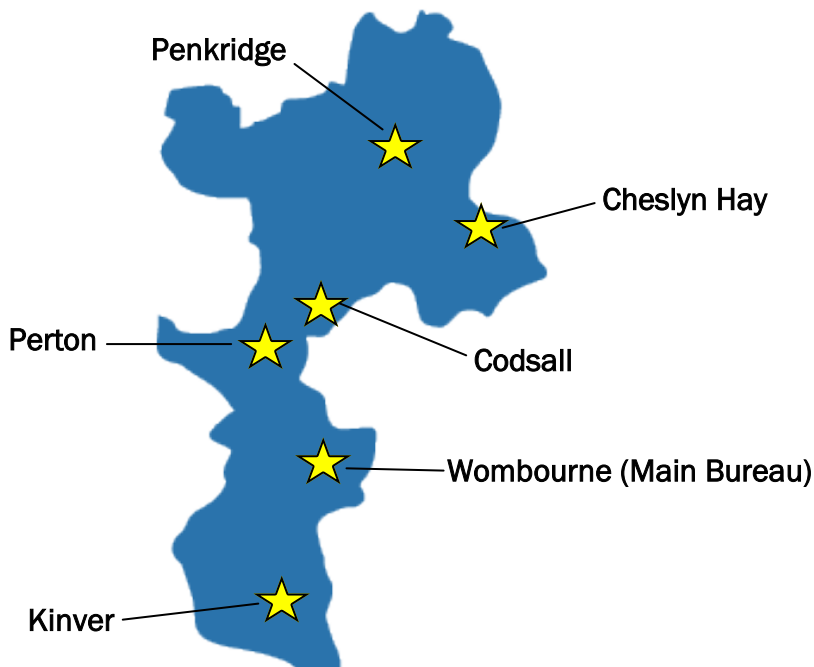 Penkridge
Cheslyn Hay
Perton
Codsall
Wombourne (Main Bureau)
Kinver